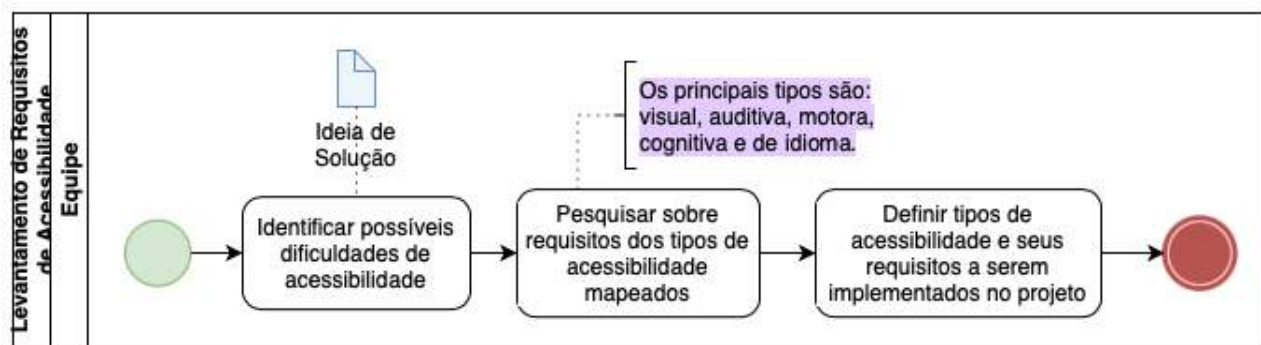 Levantamento de Requisitos
de Acessibilidade
Equipe
Ideia de
Solução
Os principais tipos são:
visual, auditiva, motora,
cognitiva e de idioma.
Identificar possíveis
dificuldades de
acessibilidade
Pesquisar sobre
requisitos dos tipos de
acessibilidade
mapeados
Definir tipos de
acessibilidade e seus
requisitos a serem
implementados no projeto